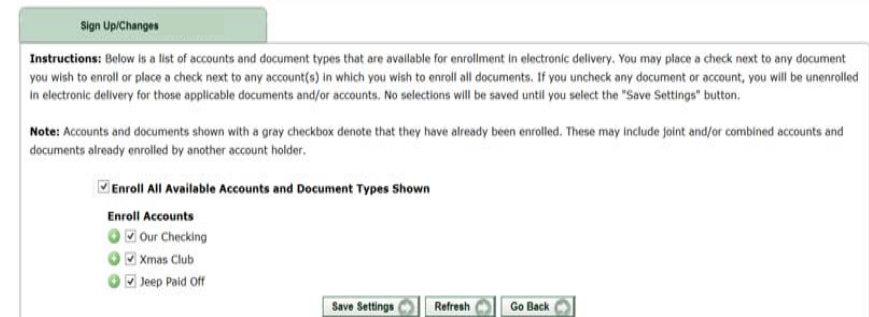 Sign Up/Changes
Instructions: Below is a list of accounts and document types that are available for enrollment in electronic delivery. You may place a check next to any document
you wish to enroll or place a check next to any account(s) in which you wish to enroll all documents. If you uncheck any document or account, you will be unenrolled
in electronic delivery for those applicable documents and/or accounts. No selections will be saved until you select the "Save Settings" button.
Note: Accounts and documents shown with a gray checkbox denote that they have already been enrolled. These may include joint and/or combined accounts and
documents already enrolled by another account holder.
Enroll All Available Accounts and Document Types Shown
Enroll Accounts
Our Checking
Xmas Club
Jeep Paid Off
Save Settings Refresh Go Back